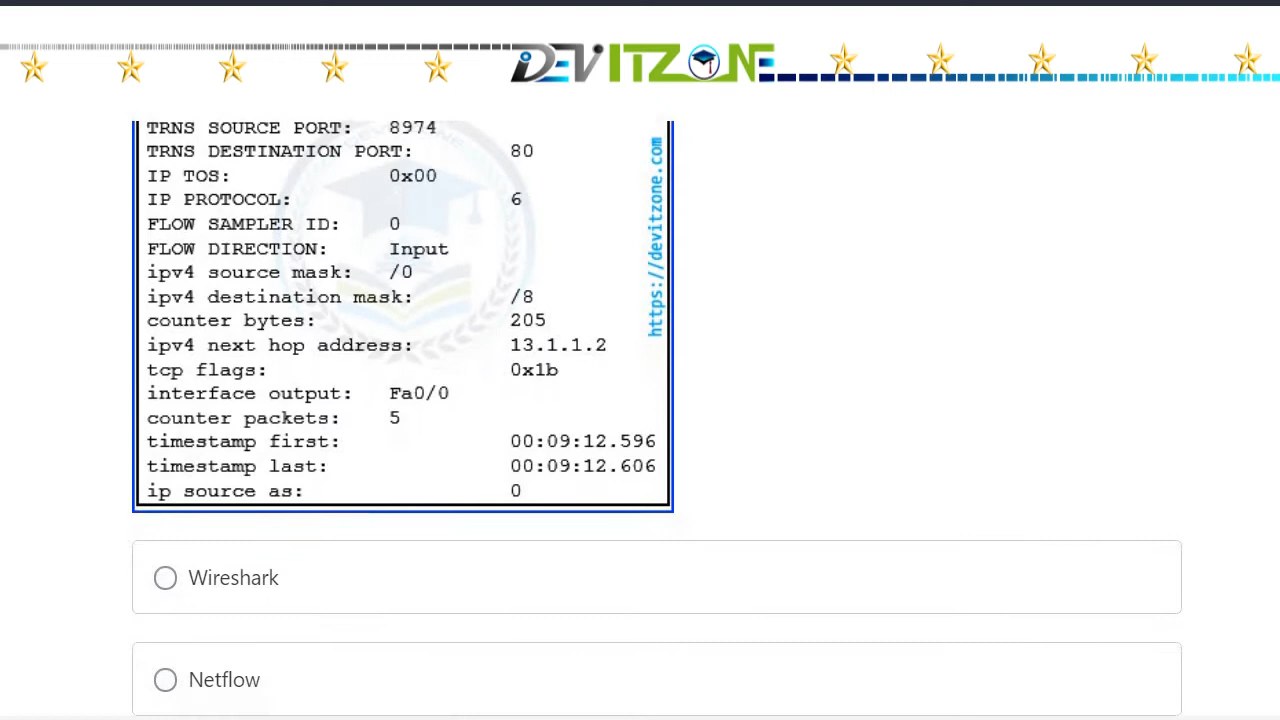 DEVITZONE
TRNS SOURCE PORT: 8974
TRNS DESTINATION PORT: 80
IP TOS: 0x00
IP PROTOCOL: 6
FLOW SAMPLER ID: 0
FLOW DIRECTION: Input
ipv4 source mask: /0
ipv4 destination mask: /8
counter bytes: 205
ipv4 next hop address: 13.1.1.2
tcp flags: 0x1b
interface output: Fa0/0
counter packets: 5
timestamp first: 00:09:12.596
timestamp last: 00:09:12.606
ip source as: 0
https://devitzone.com
Wireshark
Netflow